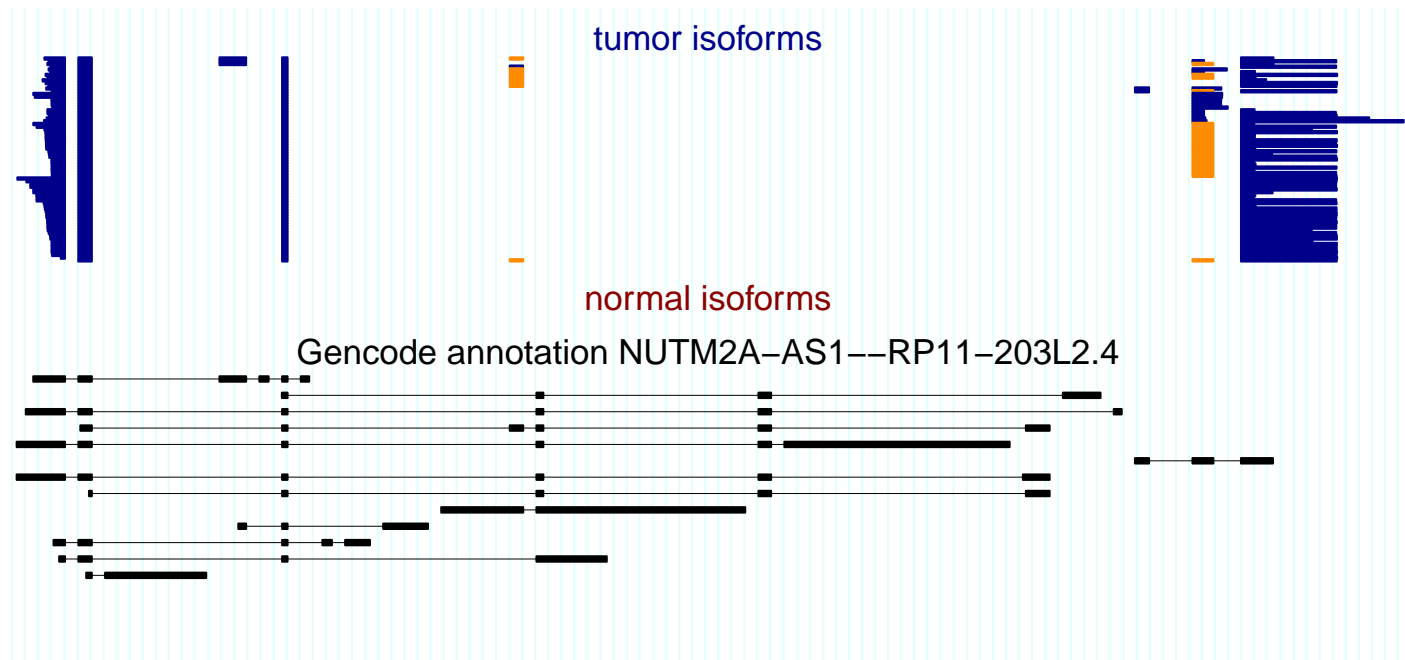 tumor isoforms
normal isoforms
Gencode annotation NUTM2A−AS1−−RP11−203L2.4